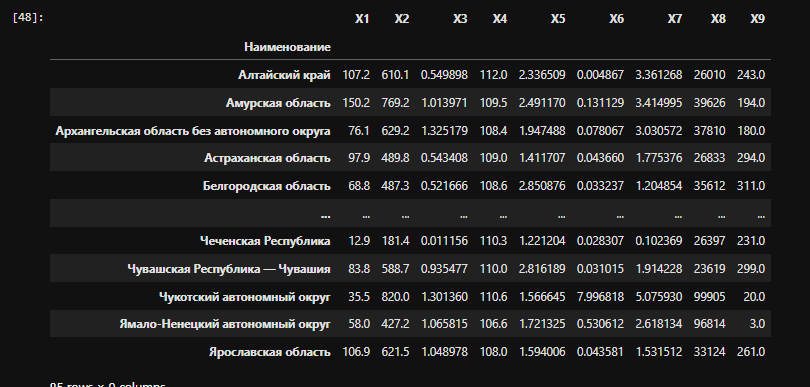 [48]:
X1 X2 X3 X4 X5 X6 X7 X8 X9
Наименование
Алтайский край 107.2 610.1 0.549898 112.0 2.336509 0.004867 3.361268 26010 243.0
Амурская область 150.2 769.2 1.013971 109.5 2.491170 0.131129 3.414995 39626 194.0
Архангельская область без автономного округа 76.1 629.2 1.325179 108.4 1.947488 0.078067 3.030572 37810 180.0
Астраханская область 97.9 489.8 0.543408 109.0 1.411707 0.043660 1.775376 26833 294.0
Белгородская область 68.8 487.3 0.521666 108.6 2.850876 0.033237 1.204854 35612 311.0
... ... ... ... ... ... ... ... ... ...
Чеченская Республика 12.9 181.4 0.011156 110.3 1.221204 0.028307 0.102369 26397 231.0
Чувашская Республика — Чувашия 83.8 588.7 0.935477 110.0 2.816189 0.031015 1.914228 23619 299.0
Чукотский автономный округ 35.5 820.0 1.301360 110.6 1.566645 7.996818 5.075930 99905 20.0
Ямало-Ненецкий автономный округ 58.0 427.2 1.065815 106.6 1.721325 0.530612 2.618134 96814 3.0
Ярославская область 106.9 621.5 1.048978 108.0 1.594006 0.043581 1.531512 33124 261.0
85 rows × 9 columns